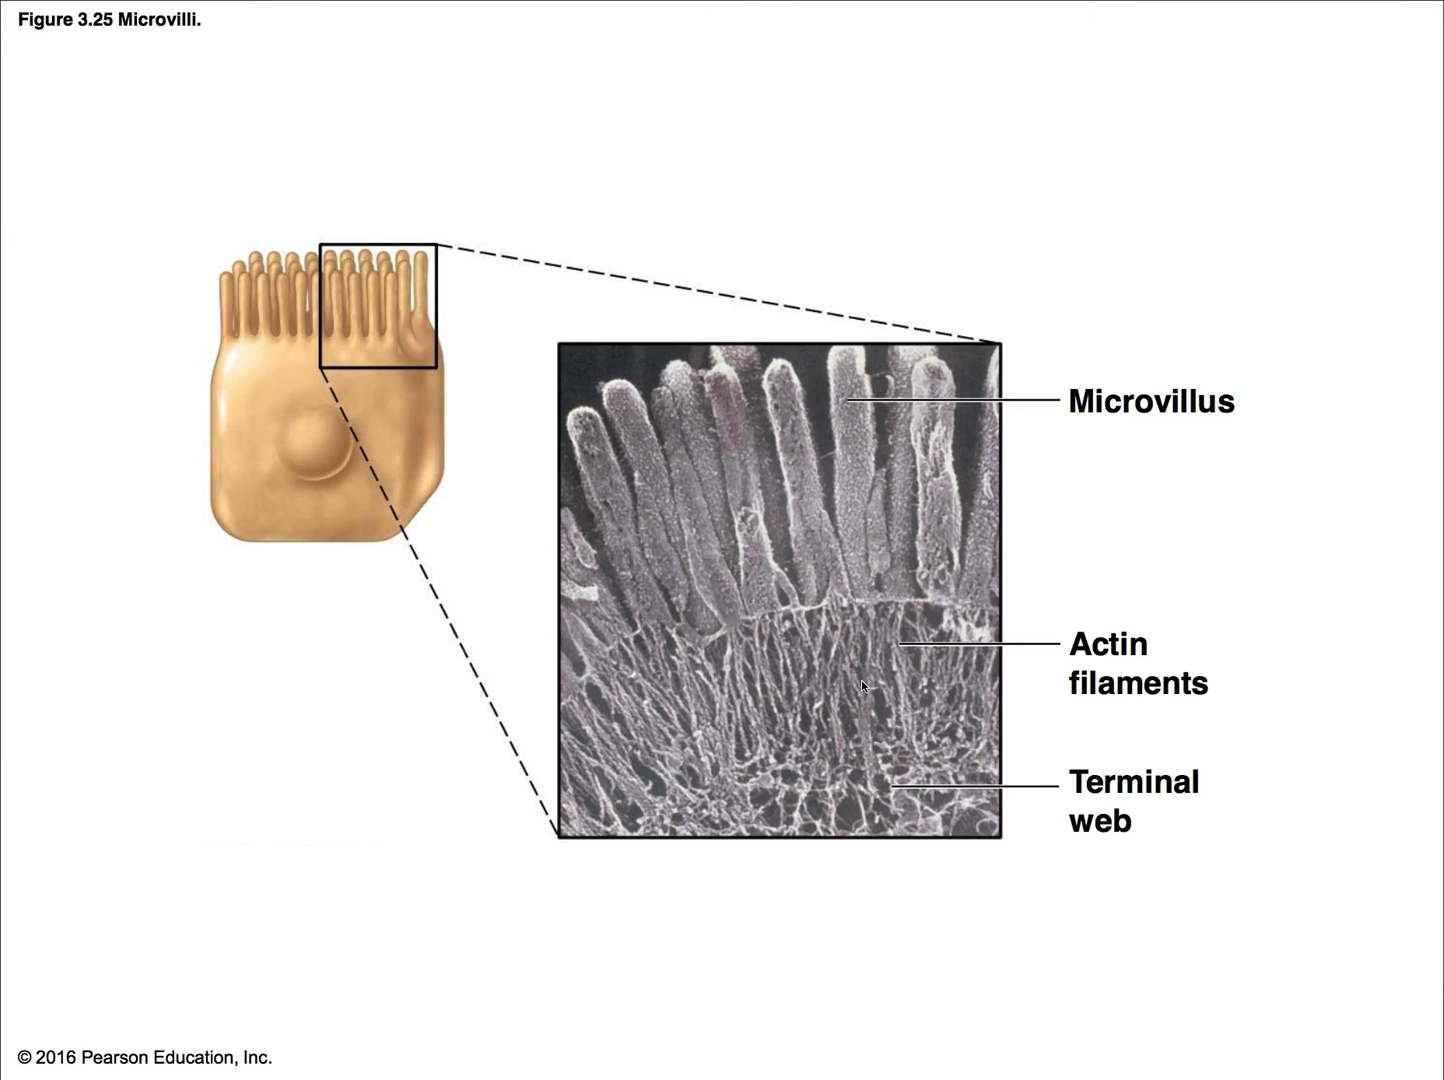 Figure 3.25 Microvilli.
Microvillus
Actin
filaments
Terminal
web
© 2016 Pearson Education, Inc.